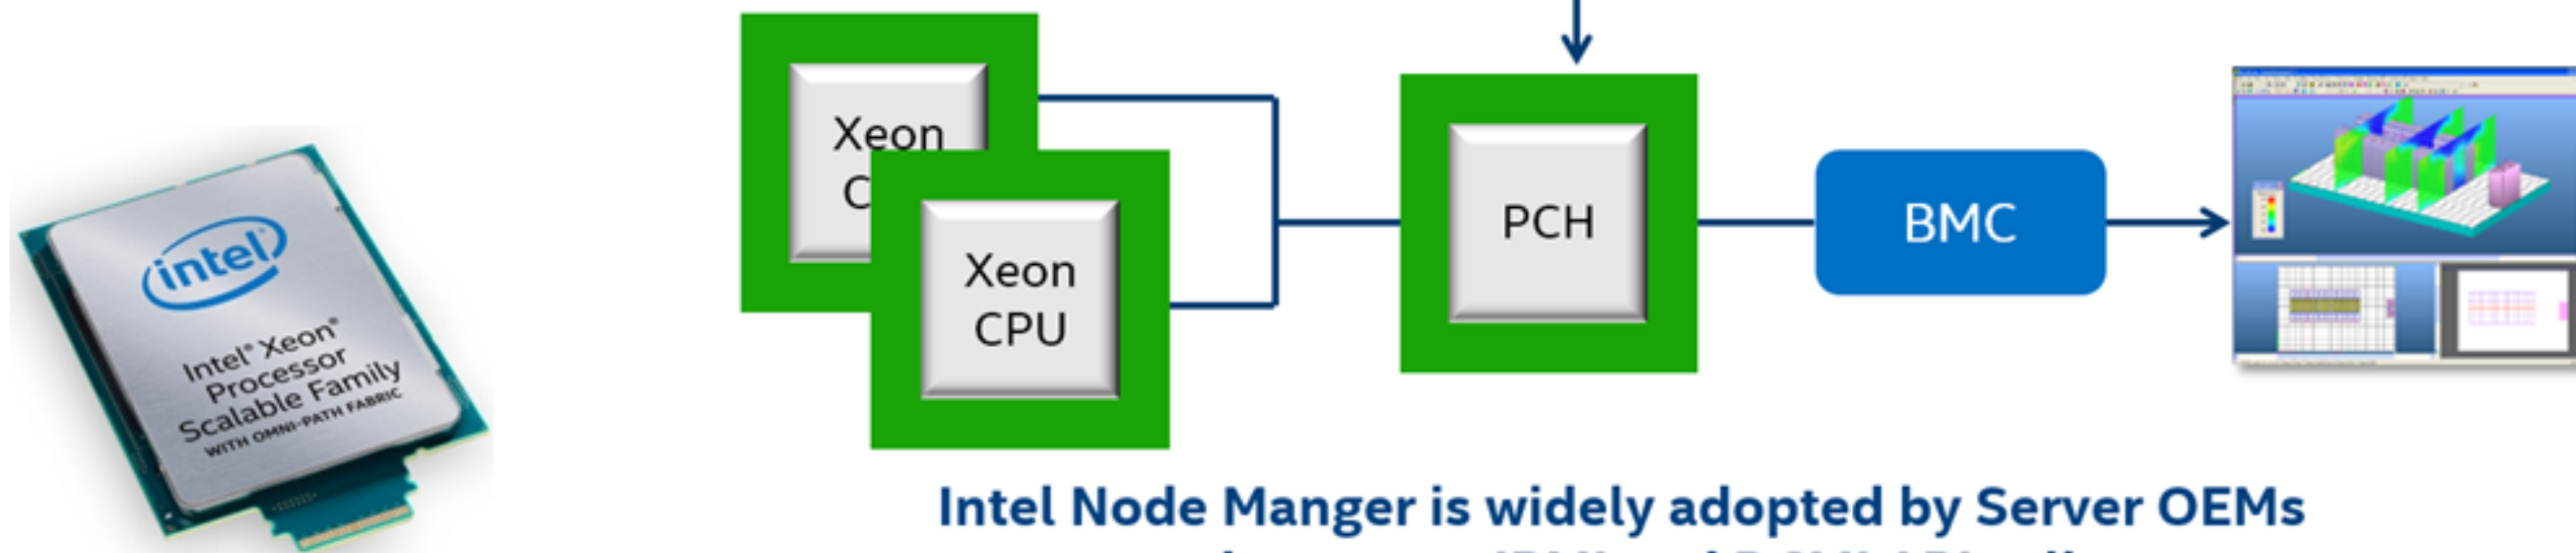 Xeon
C
Xeon
CPU
PCH
BMC
intel
Intel® Xeon®
Processor
Scalable Family
WITH OMNI-PATH FABRIC
Intel Node Manger is widely adopted by Server OEMs